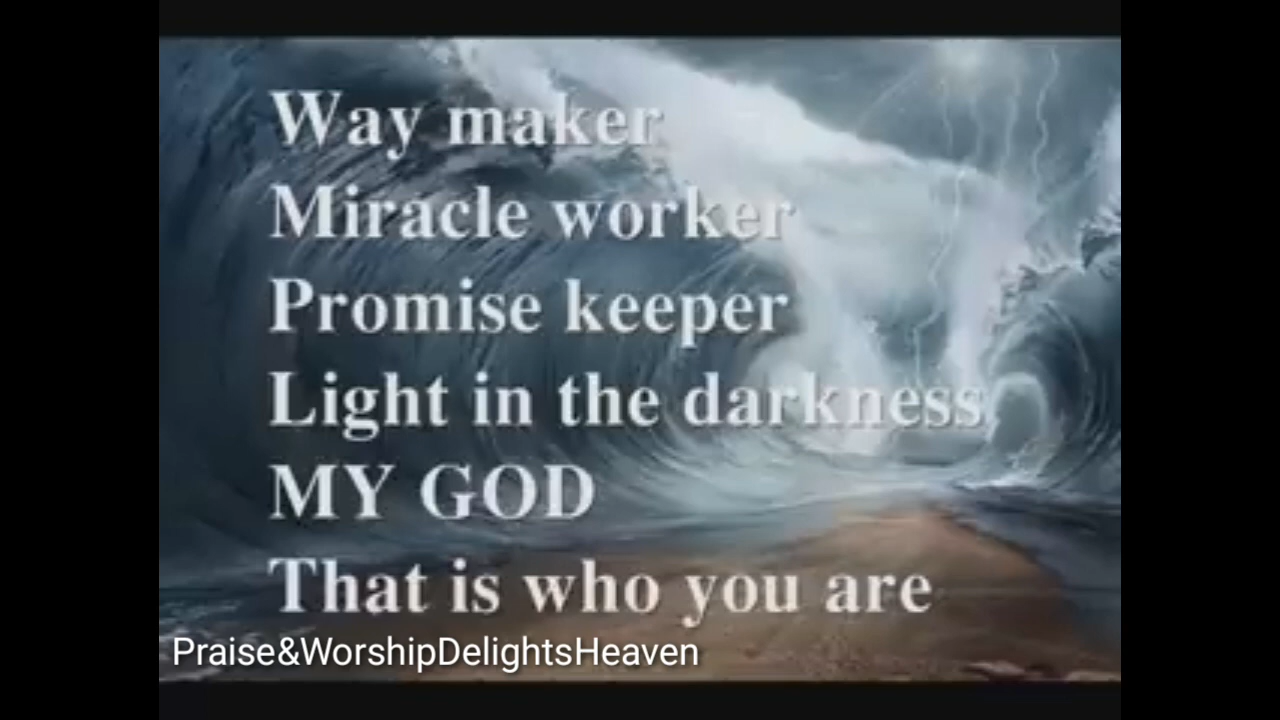 Way maker
Miracle worker
Promise keeper
Light in the darkness
MY GOD
That is who you are
Praise&WorshipDelightsHeaven